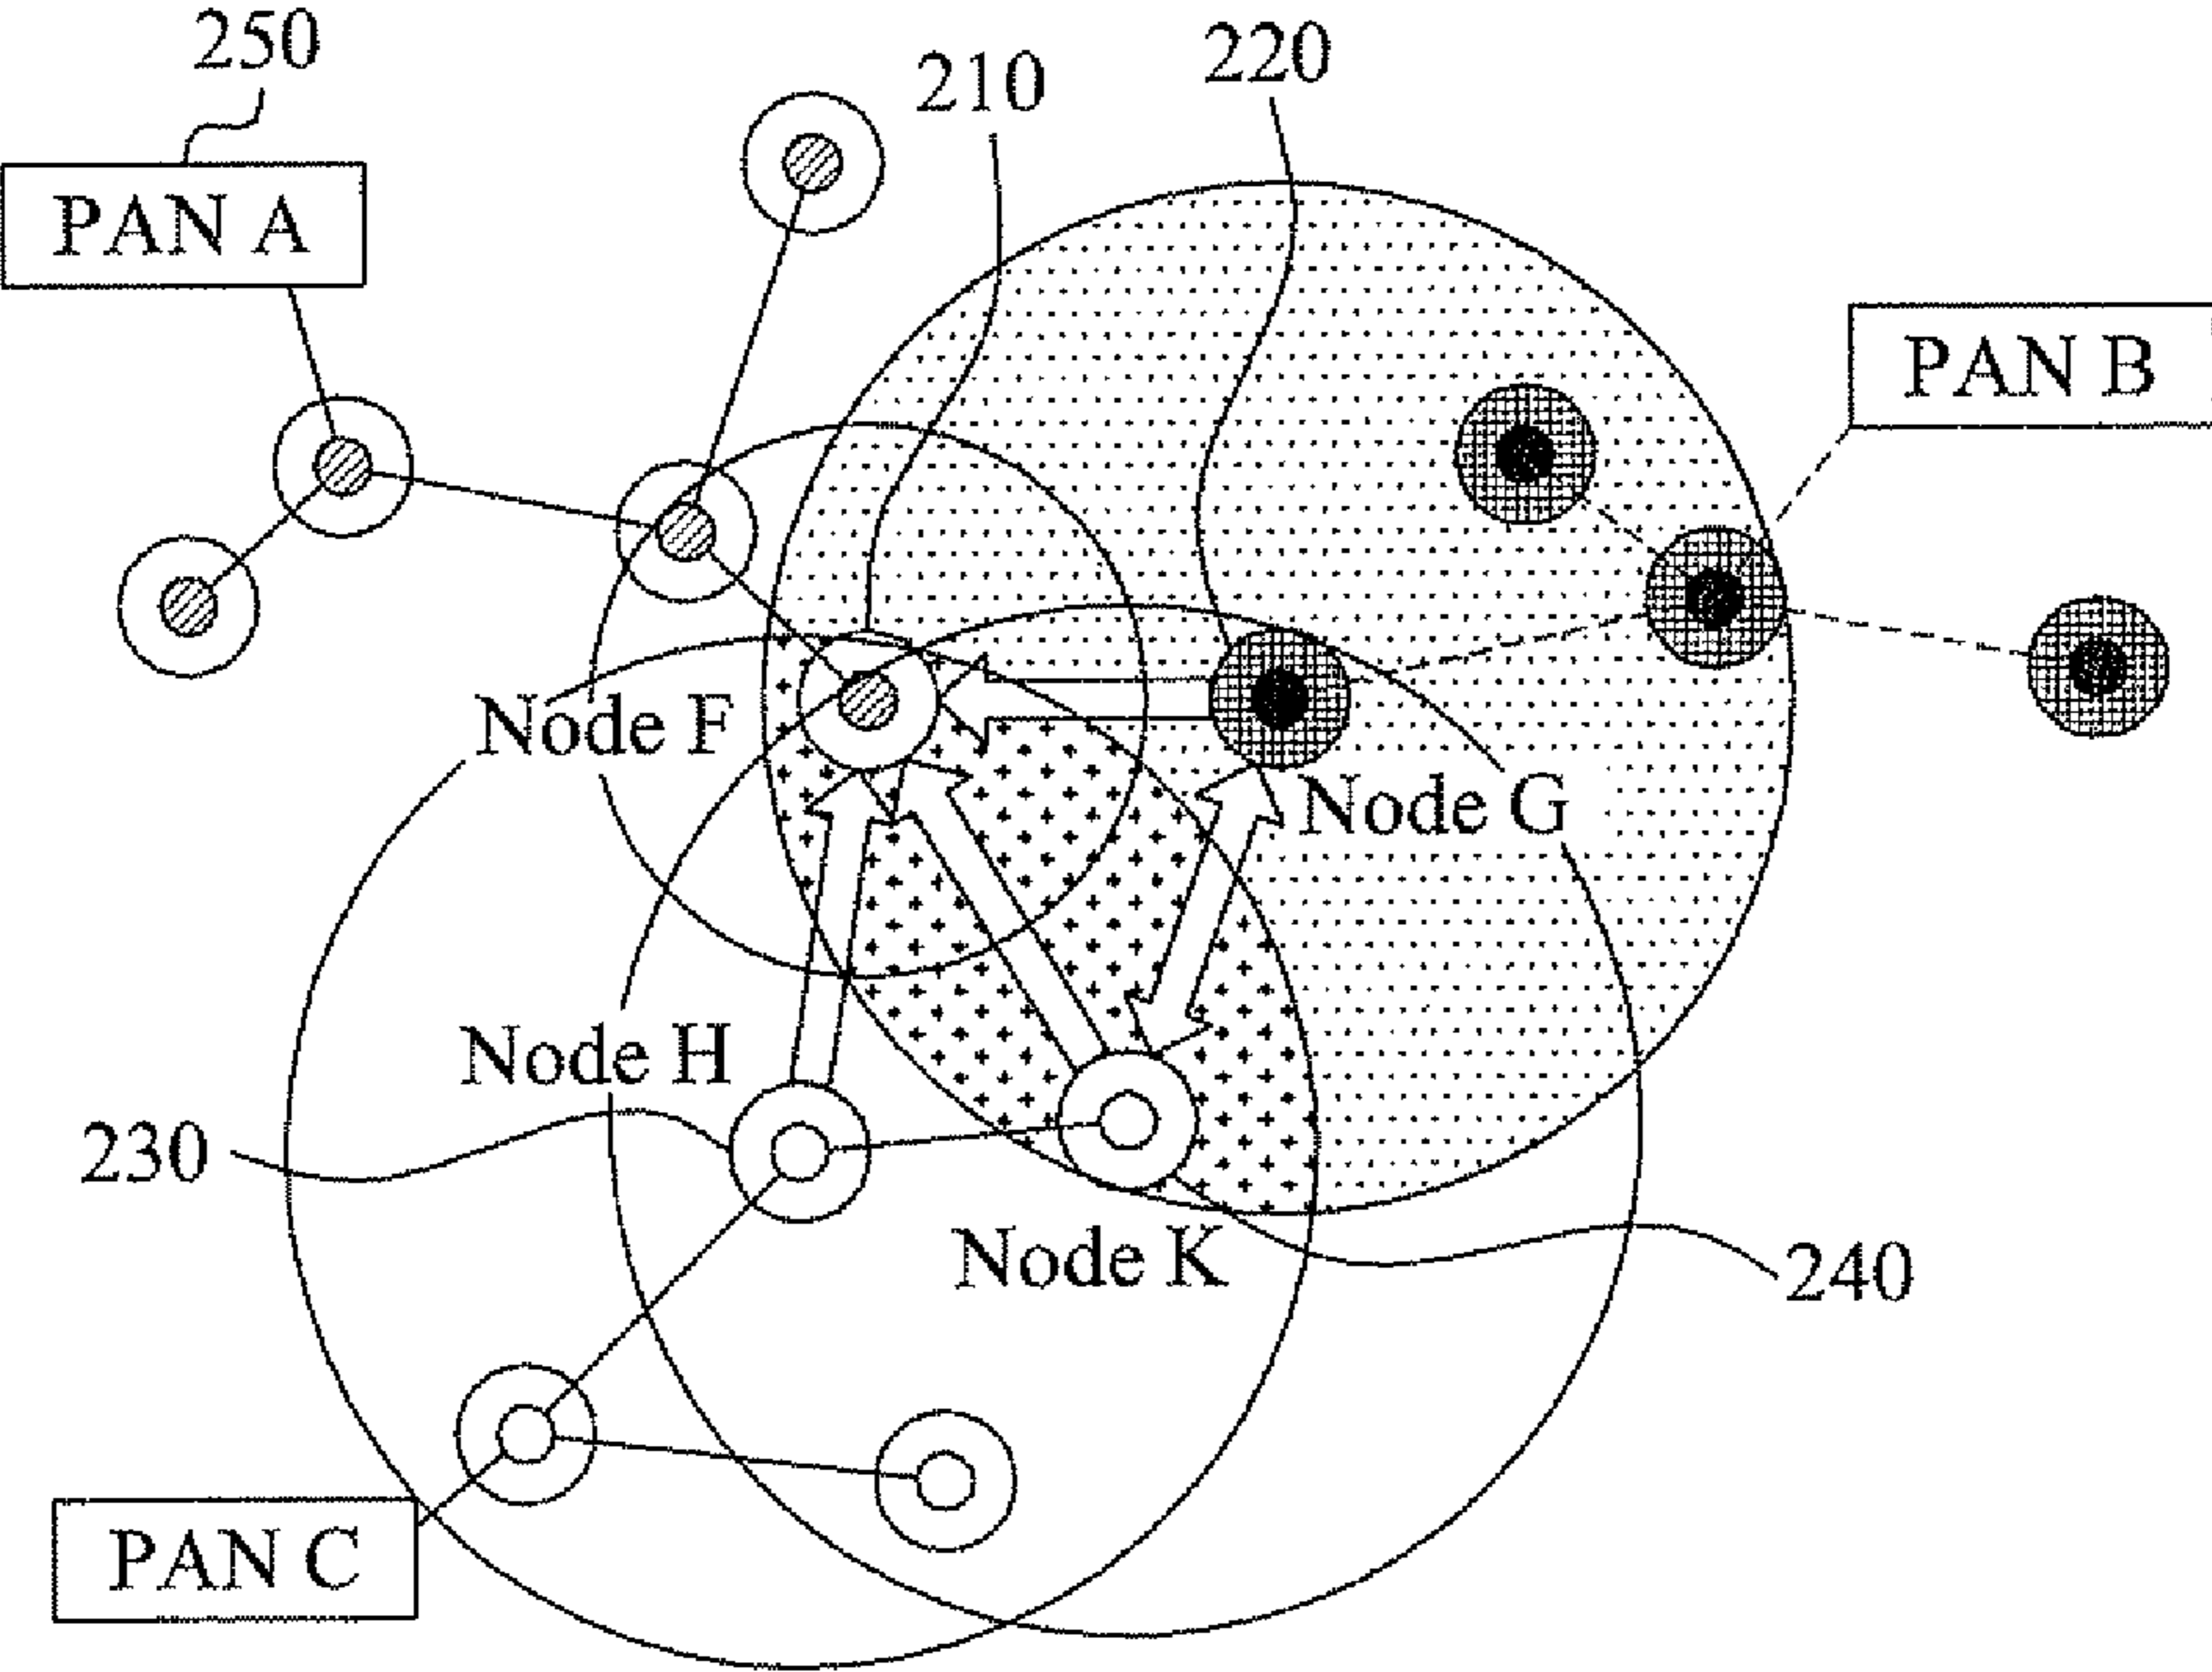 250
210
220
PAN A
PAN B
Node F
Node G
Node H
230
Node K
240
PAN C